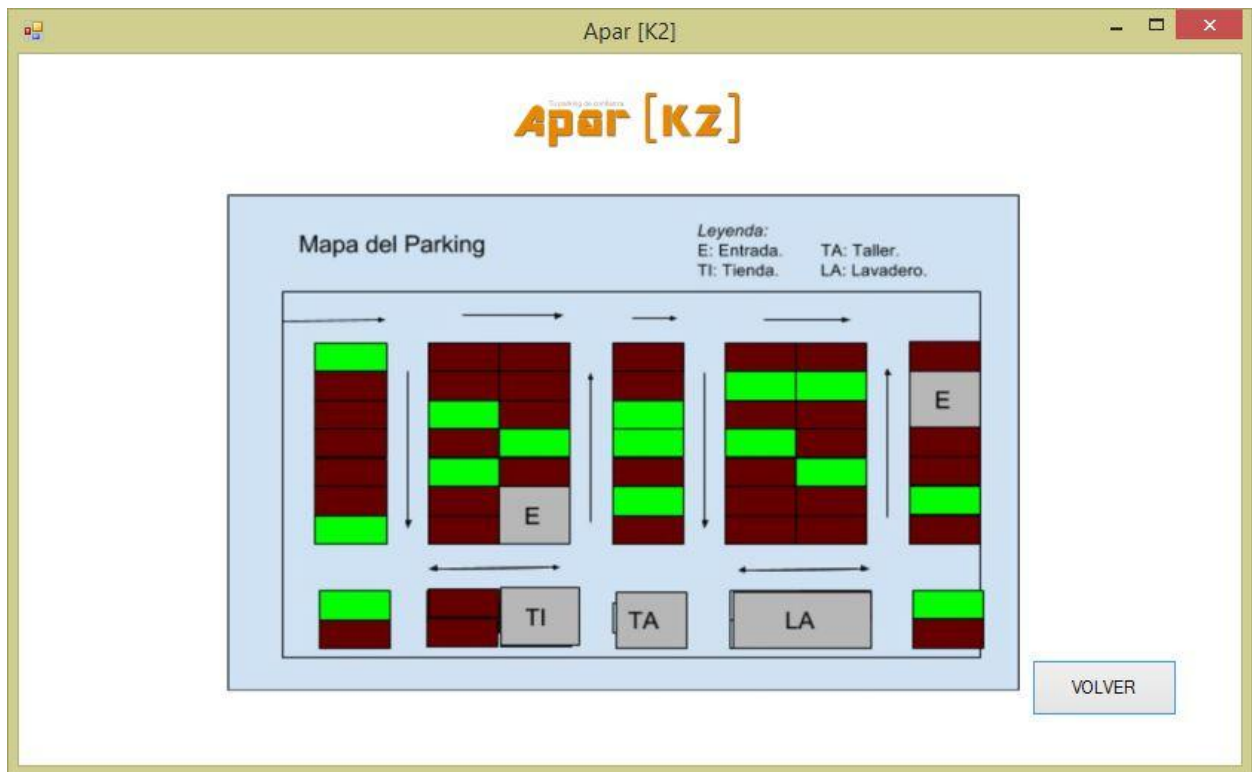 Apar [K2]
Apar [K2]
Mapa del Parking
Leyenda:
E: Entrada. TA: Taller.
TI: Tienda. LA: Lavadero.
E
E
TI
TA
LA
VOLVER